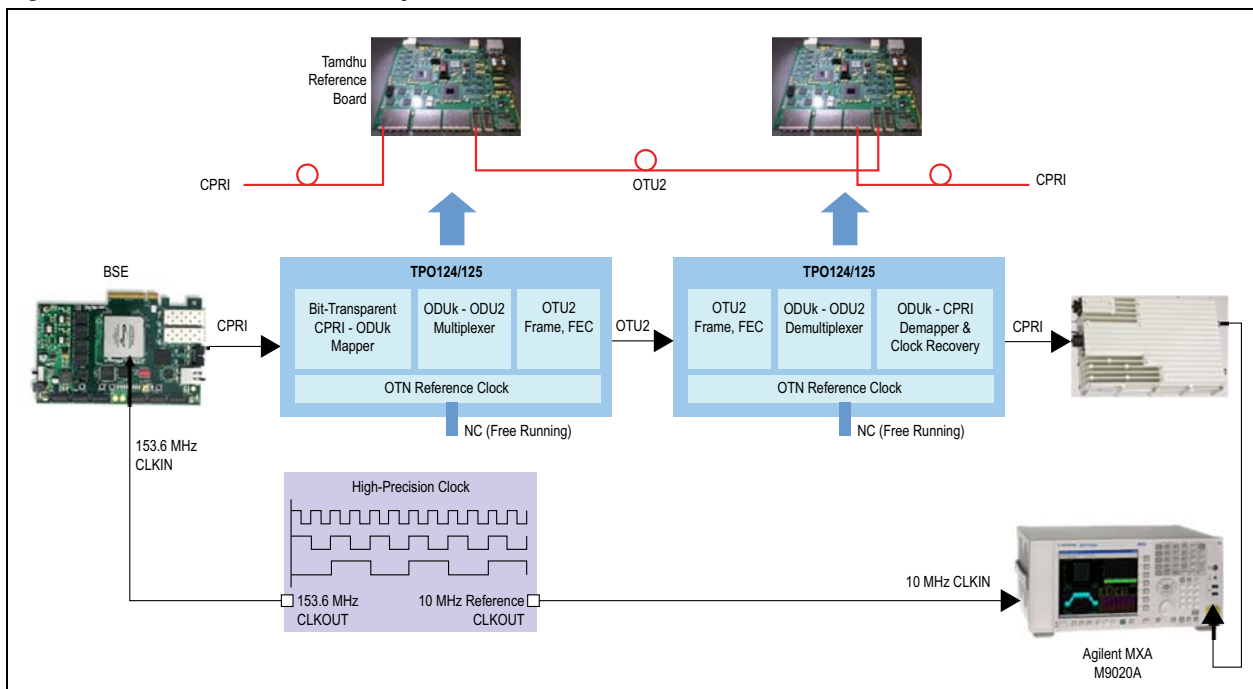 Tamdhu
Reference
Board
CPRI
OTU2
CPRI
BSE
TPO124/125
TPO124/125
CPRI
Bit-Transparent
CPRI - ODUk
Mapper
ODUk - ODU2
Multiplexer
OTU2
Frame, FEC
OTU2
OTU2
Frame, FEC
ODUk - ODU2
Demultiplexer
ODUk - CPRI
Demapper &
Clock Recovery
CPRI
OTN Reference Clock
OTN Reference Clock
NC (Free Running)
NC (Free Running)
153.6 MHz
CLKIN
High-Precision Clock
153.6 MHz
CLKOUT
10 MHz Reference
CLKOUT
10 MHz CLKIN
Agilent MXA
M9020A